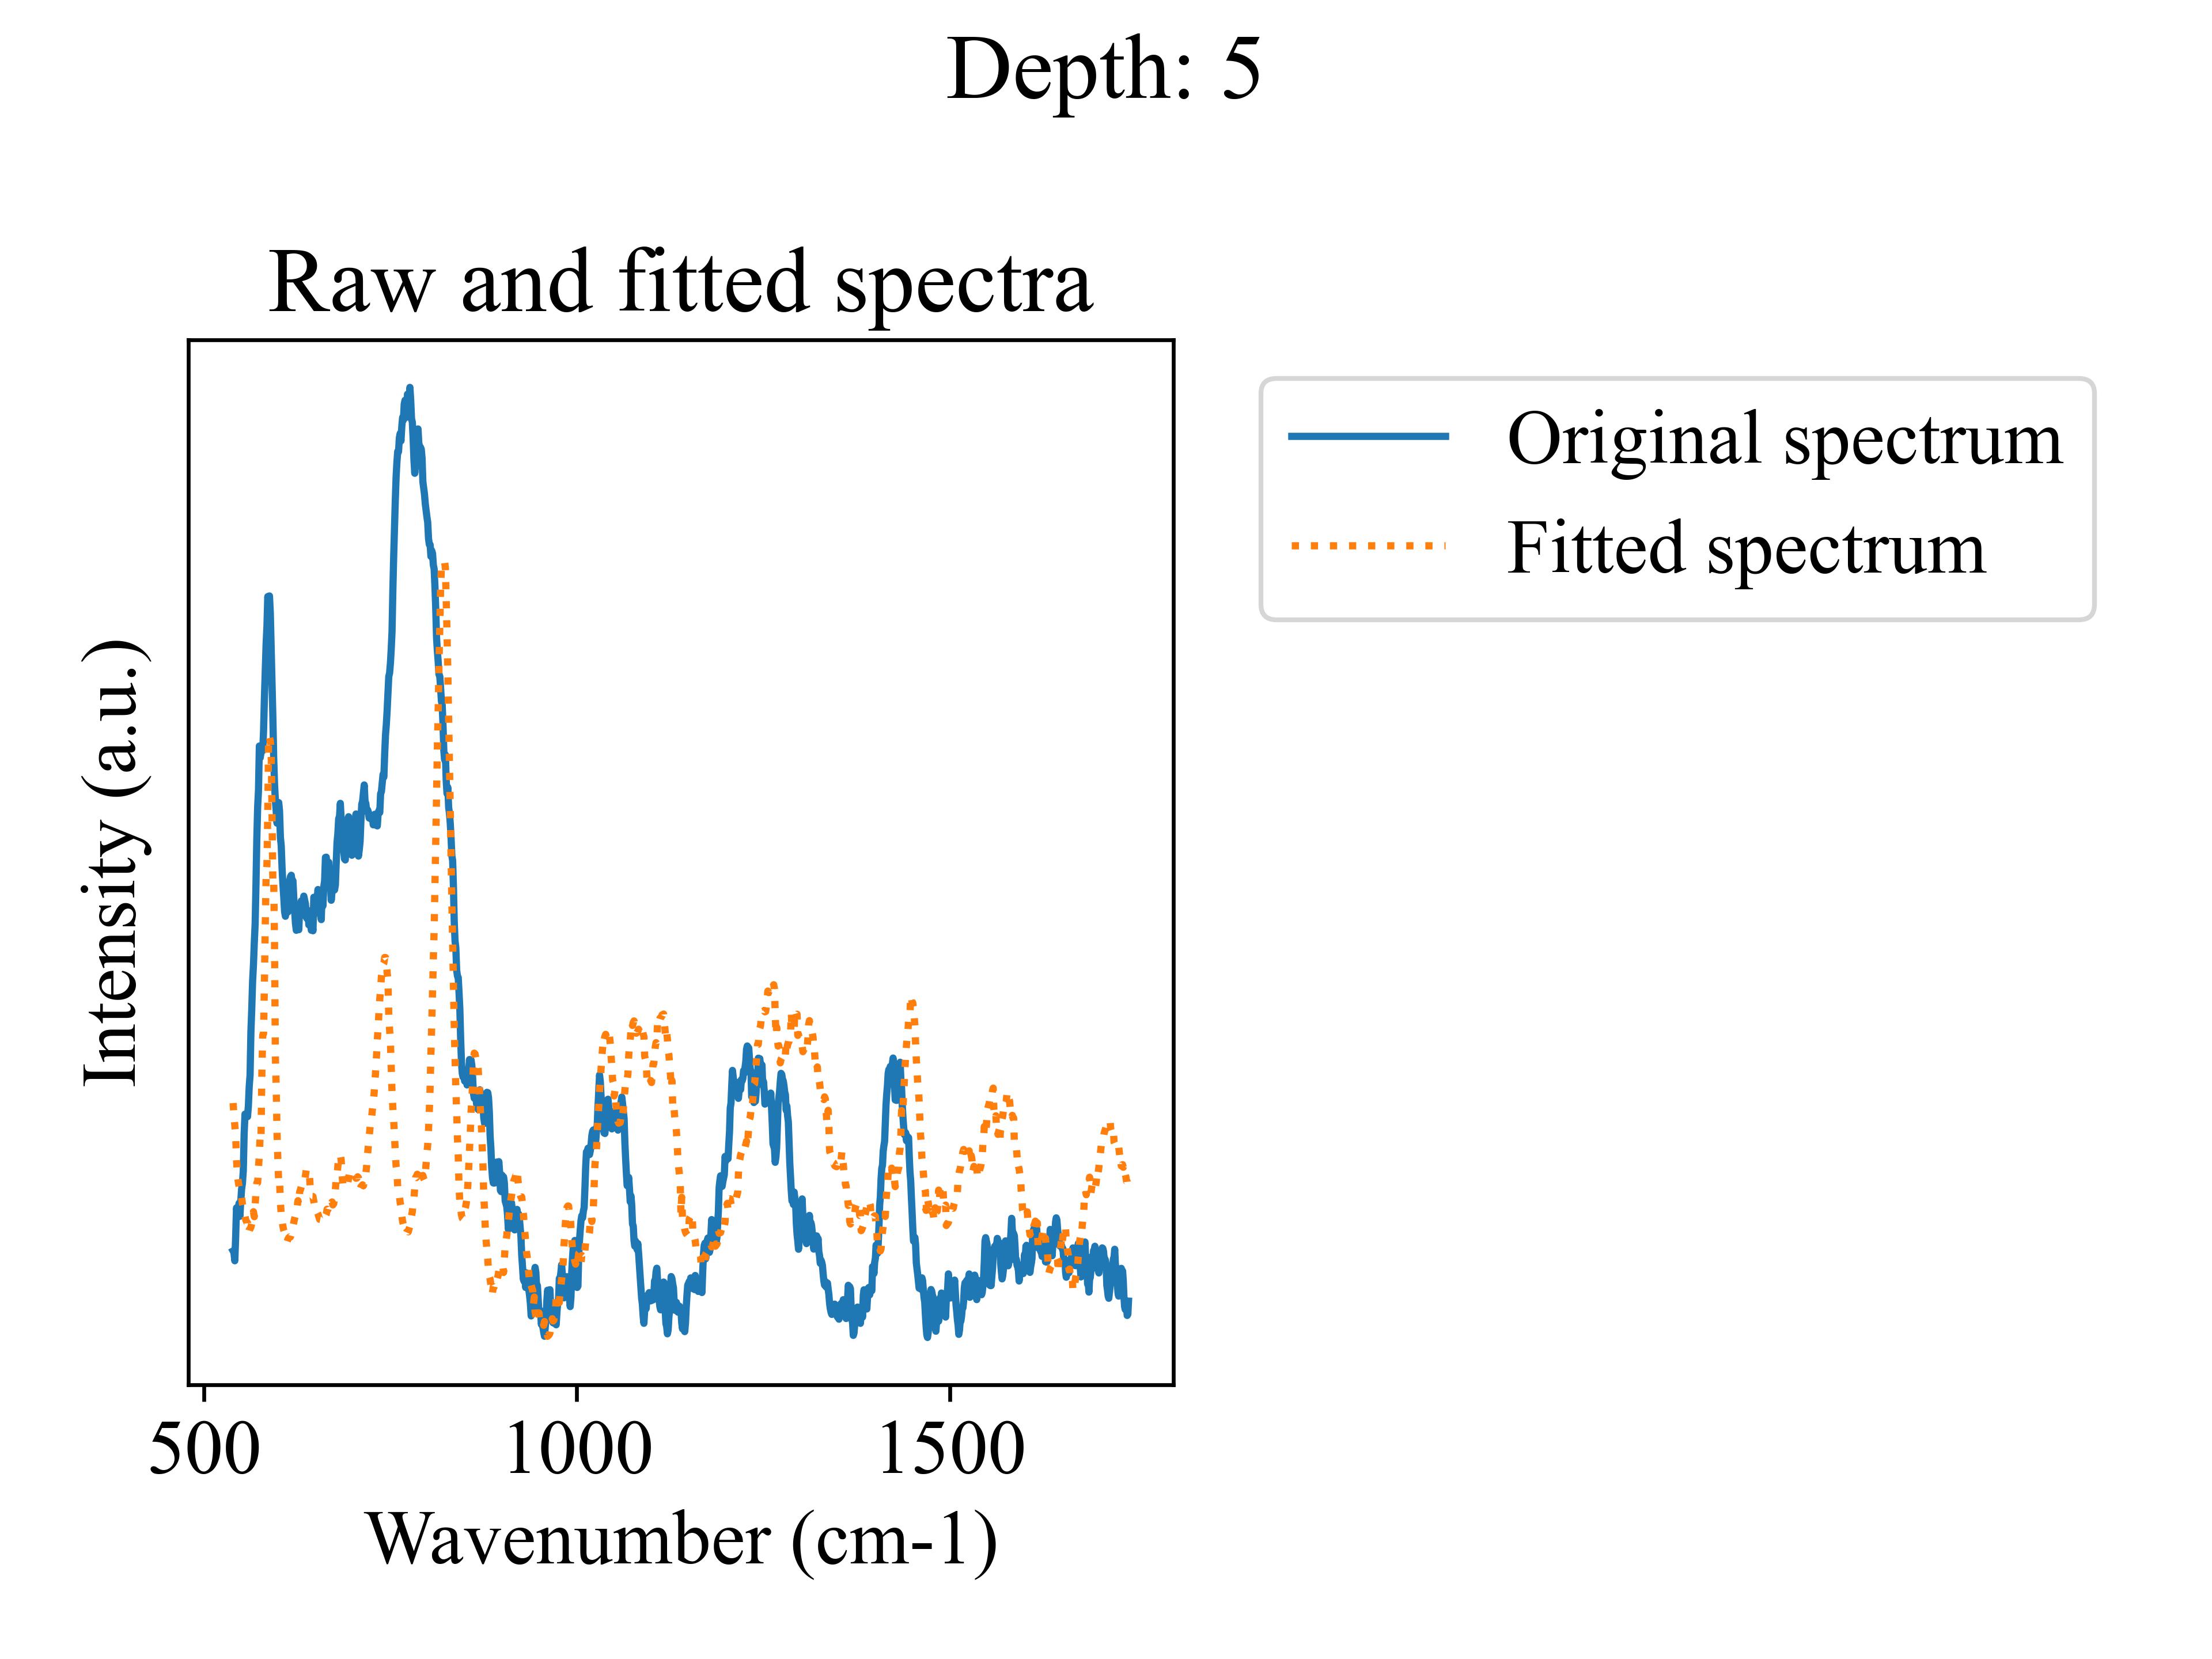 Depth: 5
Raw and fitted spectra
Original spectrum
Fitted spectrum
Intensity (a.u.)
500 1000 1500
Wavenumber (cm-1)